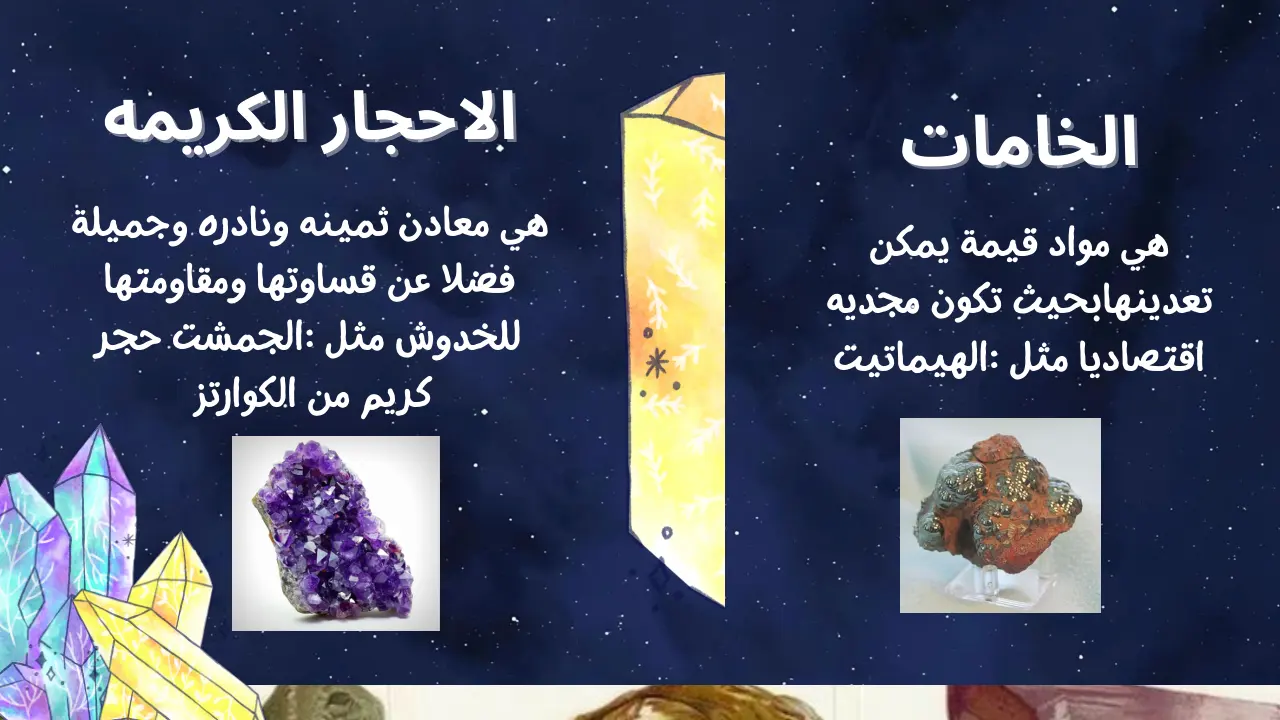 الخامات
هي مواد قيمة يمكن
تعدينهابحيث تكون مجديه
اقتصاديا مثل :الهيماتيت
الاحجار الكريمه
هي معادن ثمينه ونادره وجميلة
فضلا عن قساوتها ومقاومتها
للخدوش مثل :الجمشت حجر
كريم من الكوارتز